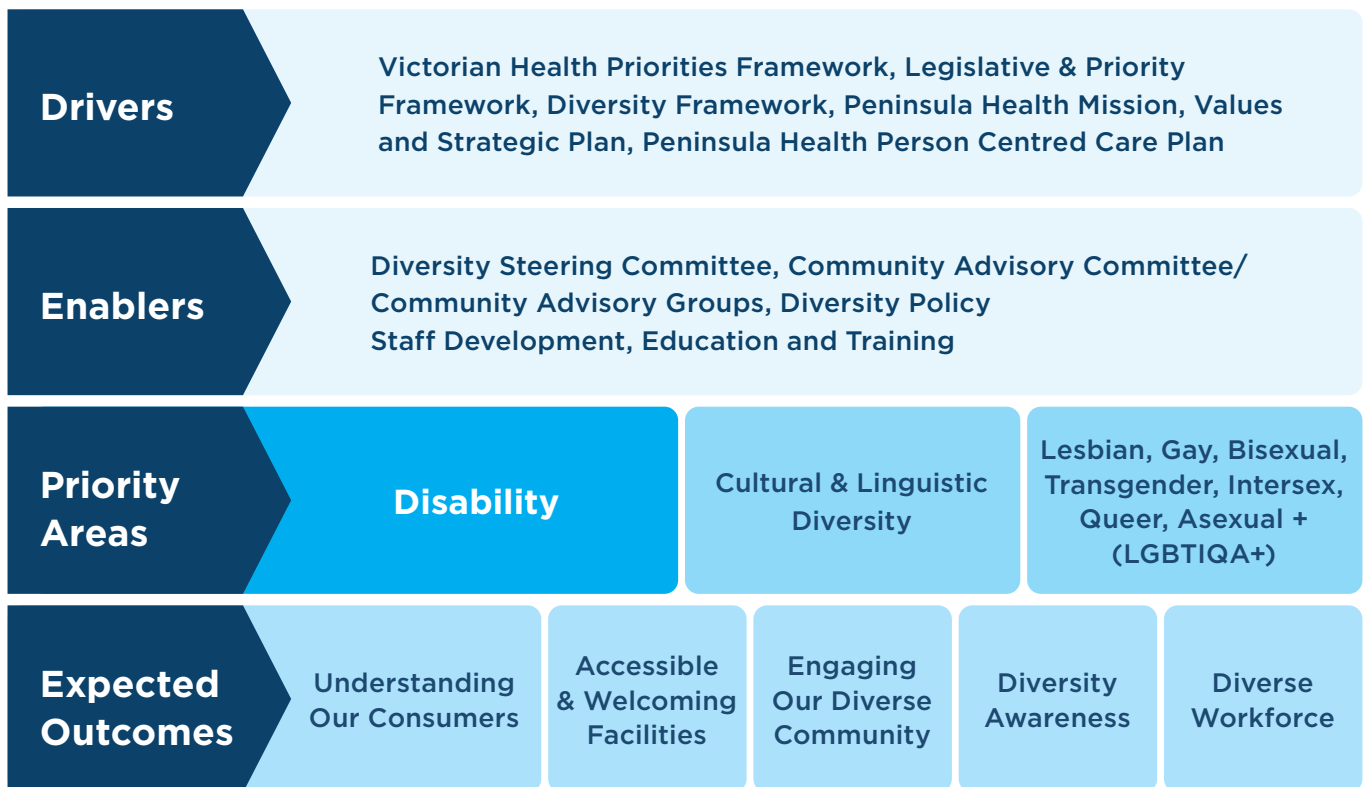 Drivers
Victorian Health Priorities Framework, Legislative & Priority
Framework, Diversity Framework, Peninsula Health Mission, Values
and Strategic Plan, Peninsula Health Person Centred Care Plan
Enablers
Diversity Steering Committee, Community Advisory Committee/
Community Advisory Groups, Diversity Policy
Staff Development, Education and Training
Priority
Areas
Disability
Cultural & Linguistic
Diversity
Lesbian, Gay, Bisexual,
Transgender, Intersex,
Queer, Asexual +
(LGBTIQA+)
Expected
Outcomes
Understanding
Our Consumers
Accessible
& Welcoming
Facilities
Engaging
Our Diverse
Community
Diversity
Awareness
Diverse
Workforce